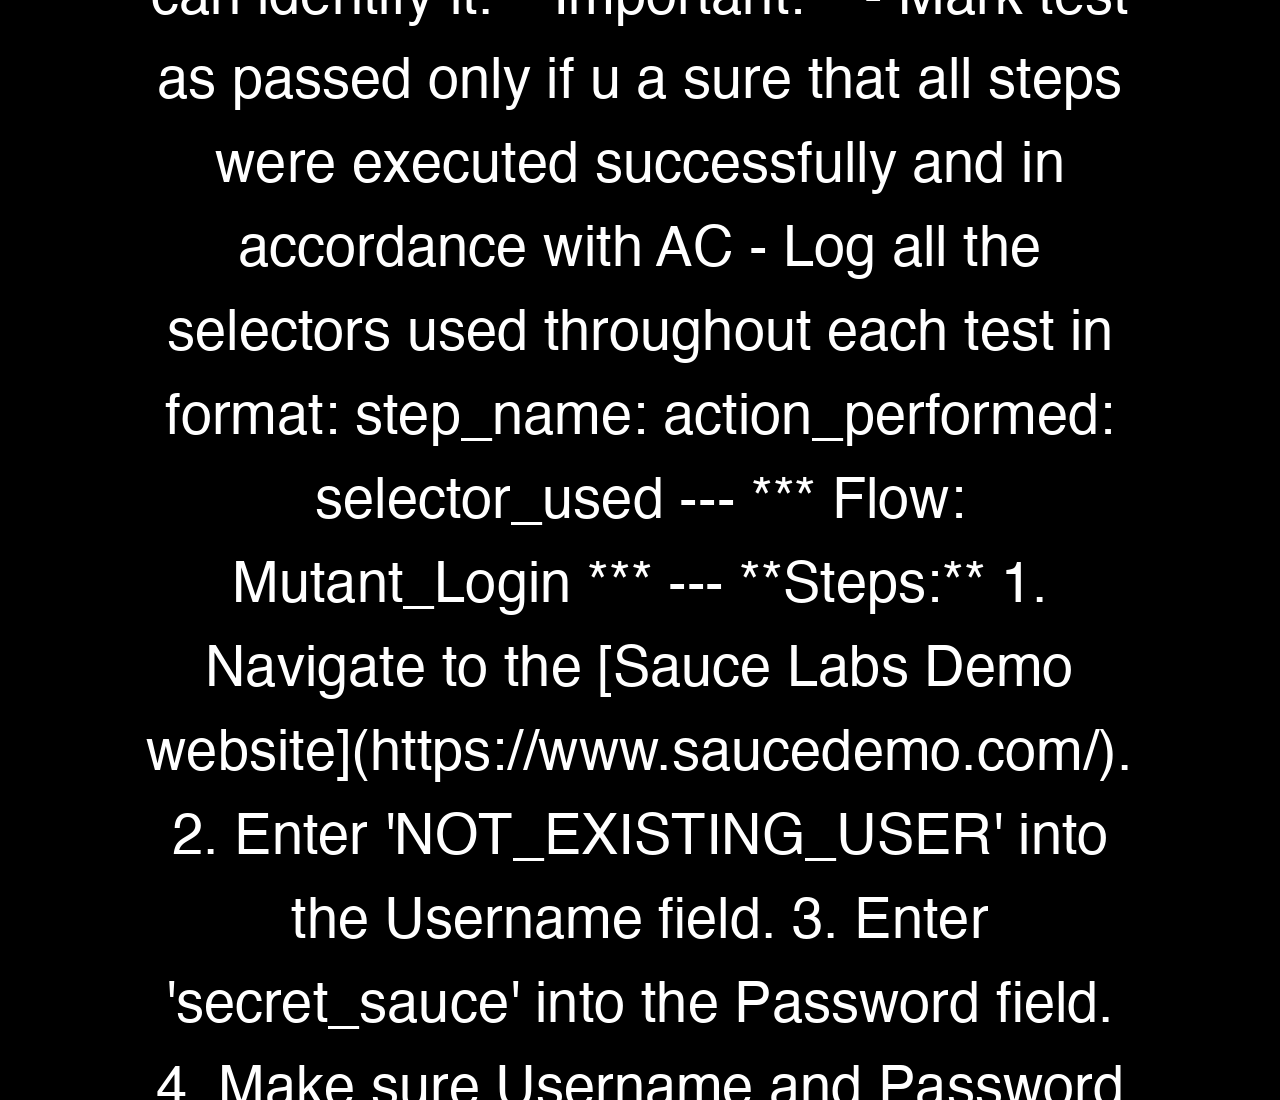 can identify it. **Important:** - Mark test
as passed only if u a sure that all steps
were executed successfully and in
accordance with AC - Log all the
selectors used throughout each test in
format: step_name: action_performed:
selector_used --- *** Flow:
Mutant_Login *** --- **Steps:** 1.
Navigate to the [Sauce Labs Demo
website](https://www.saucedemo.com/).
2. Enter 'NOT_EXISTING_USER' into
the Username field. 3. Enter
'secret_sauce' into the Password field.
4. Make sure Username and Password